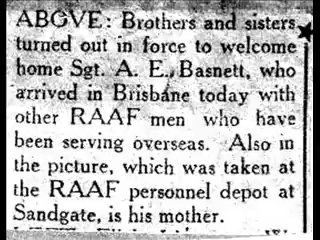 ABOVE: Brothers and sisters
turned out in force to welcome
home Sgt. A. E. Basnett, who
arrived in Brisbane today with
other RAAF men who have
been serving overseas. Also in
the picture, which was taken at
the RAAF personnel depot at
Sandgate, is his mother.